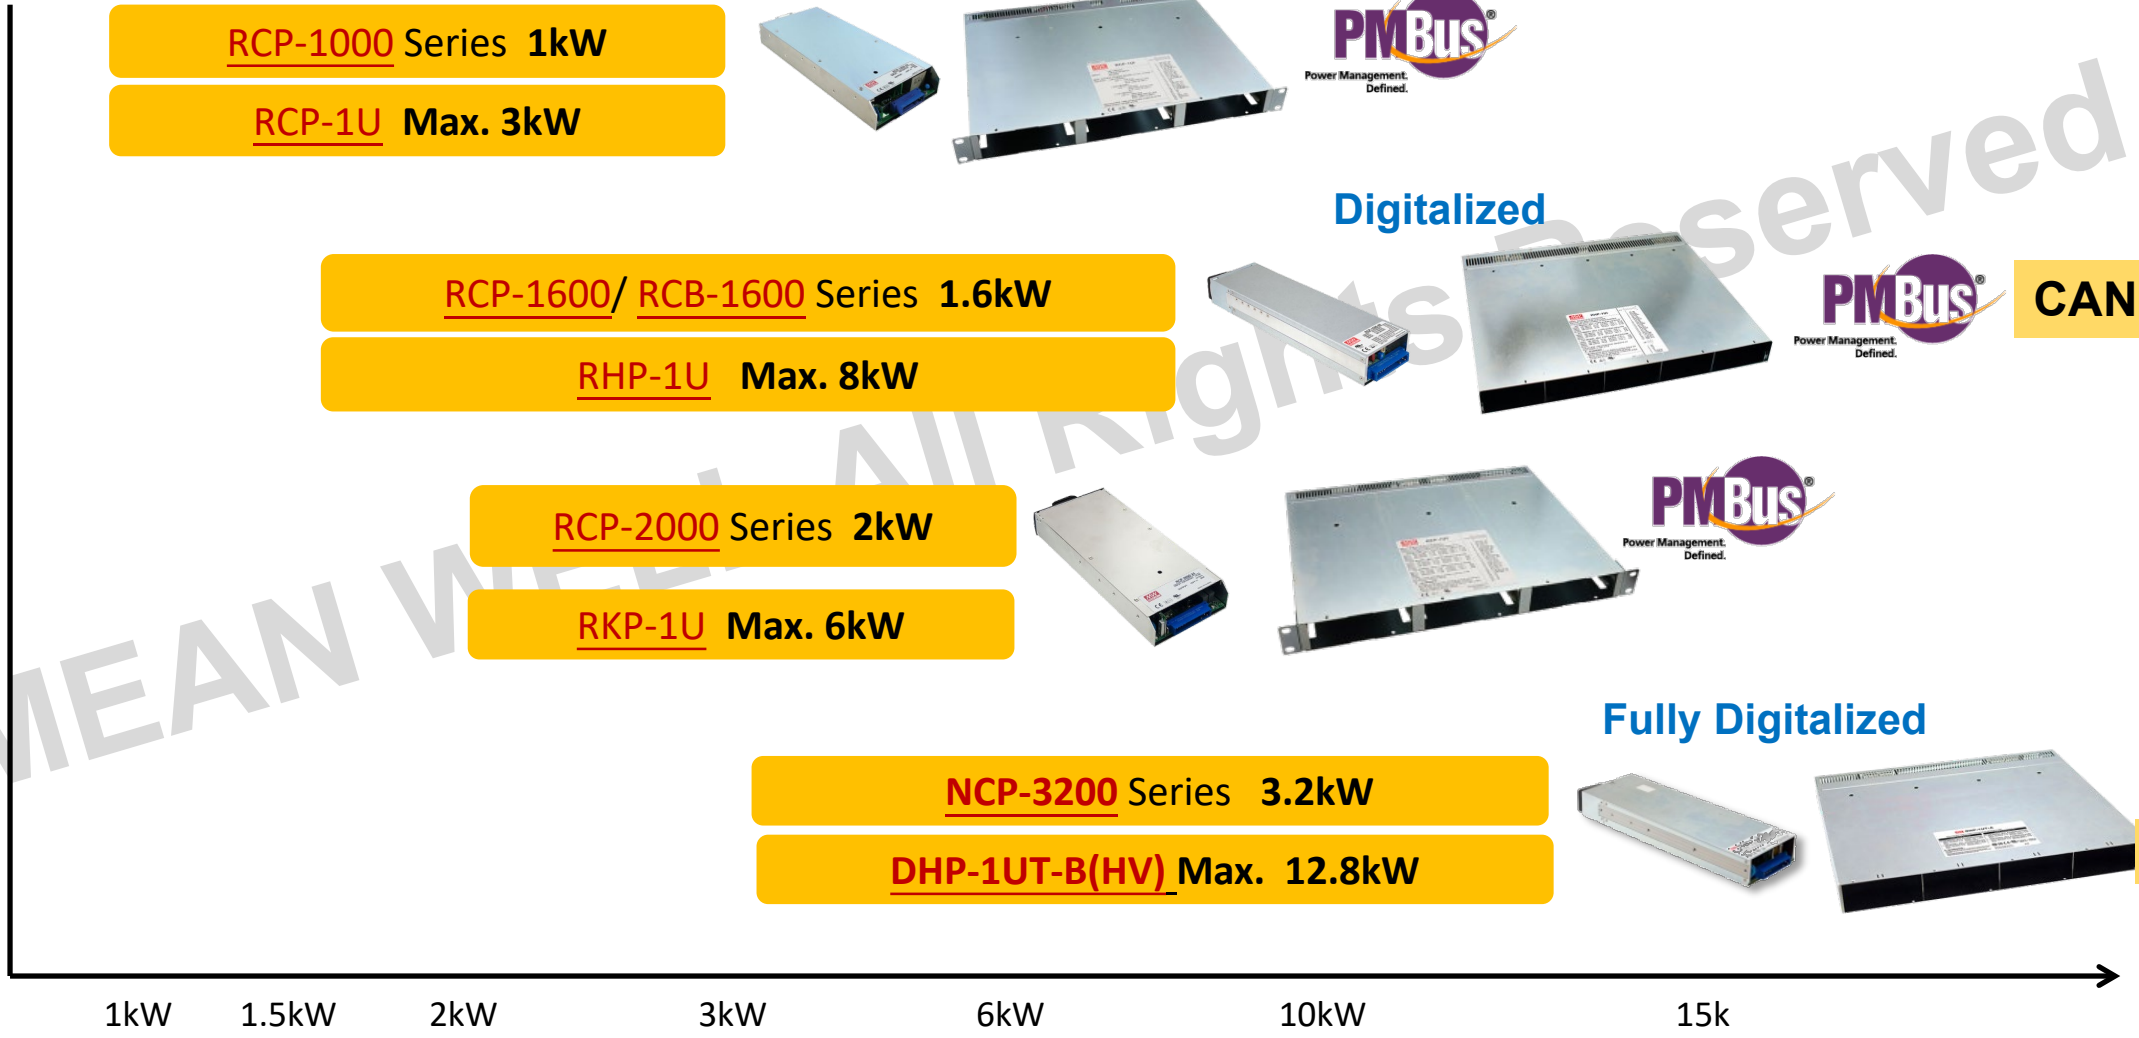 RCP-1000 Series 1kW
RCP-1U Max. 3kW
PMBus®
Power Management.
Defined.
Digitalized
RCP-1600/ RCB-1600 Series 1.6kW
RHP-1U Max. 8kW
PMBus®
Power Management.
Defined.
CAN
RCP-2000 Series 2kW
RKP-1U Max. 6kW
PMBus®
Power Management.
Defined.
Fully Digitalized
NCP-3200 Series 3.2kW
DHP-1UT-B(HV) Max. 12.8kW
1kW 1.5kW 2kW 3kW 6kW 10kW 15k
MEAN WELL All Rights Reserved